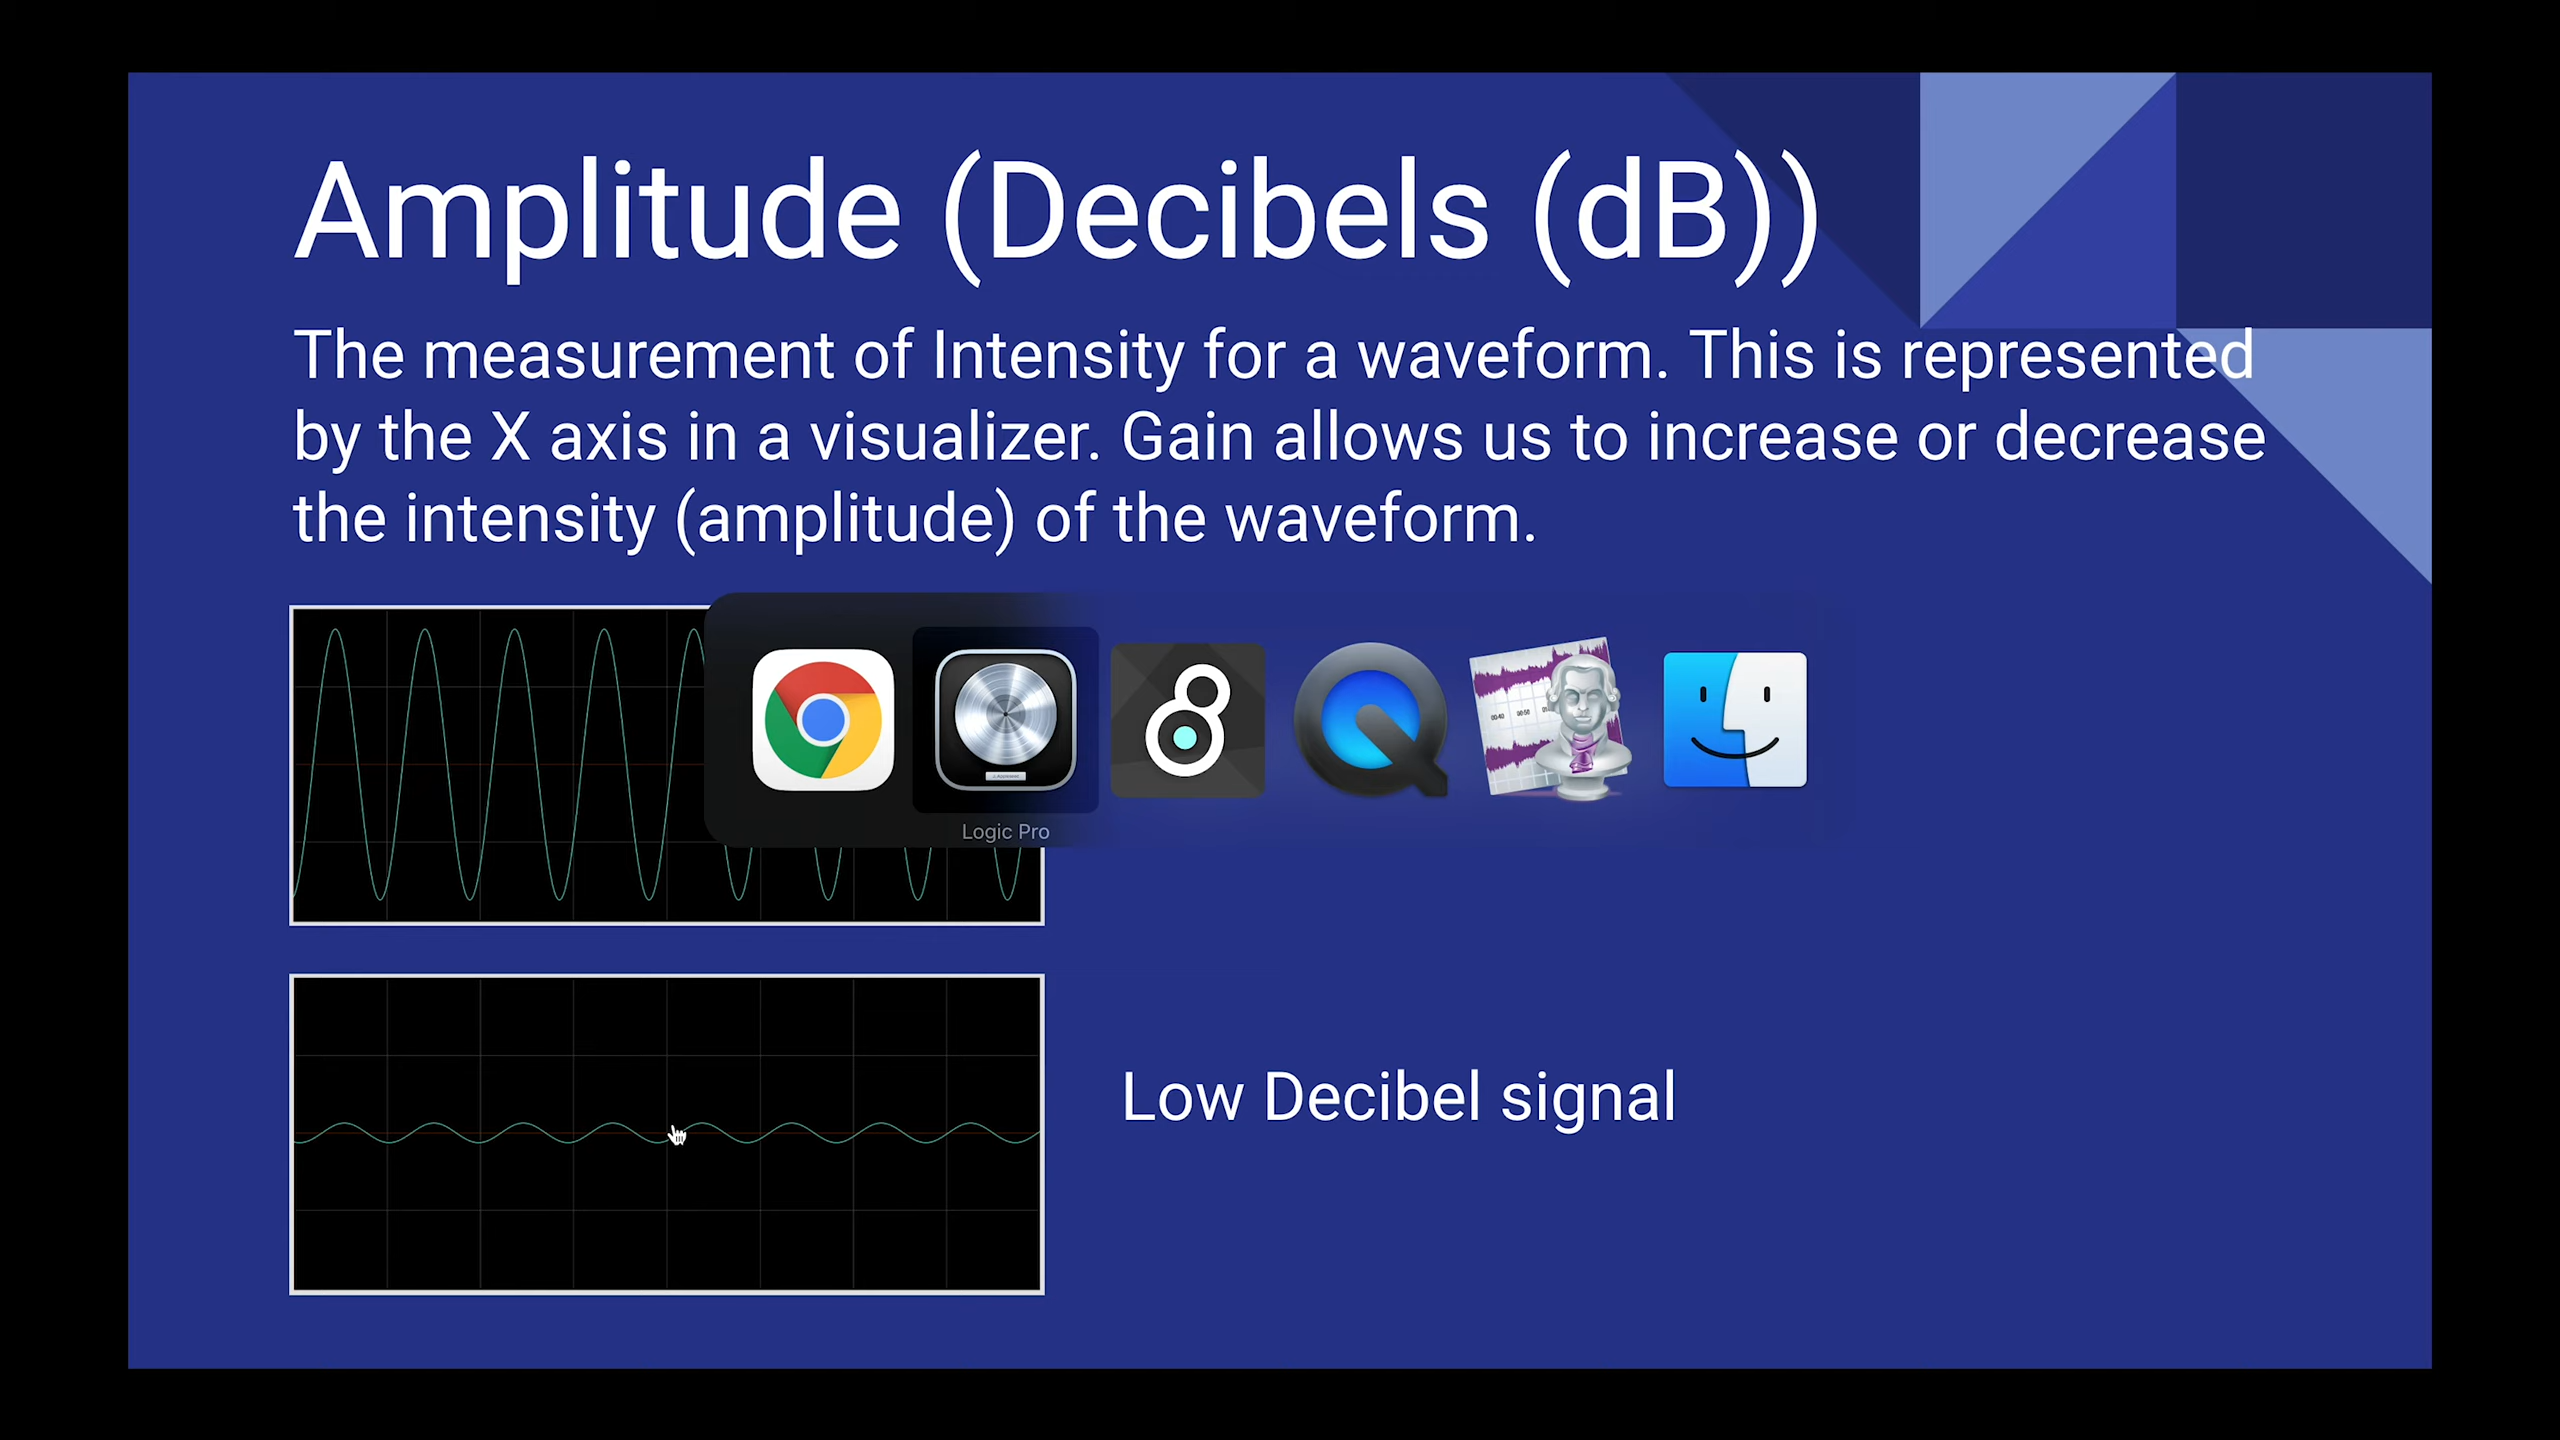 Amplitude (Decibels (dB))
The measurement of Intensity for a waveform. This is represented
by the X axis in a visualizer. Gain allows us to increase or decrease
the intensity (amplitude) of the waveform.
Logic Pro
Low Decibel signal